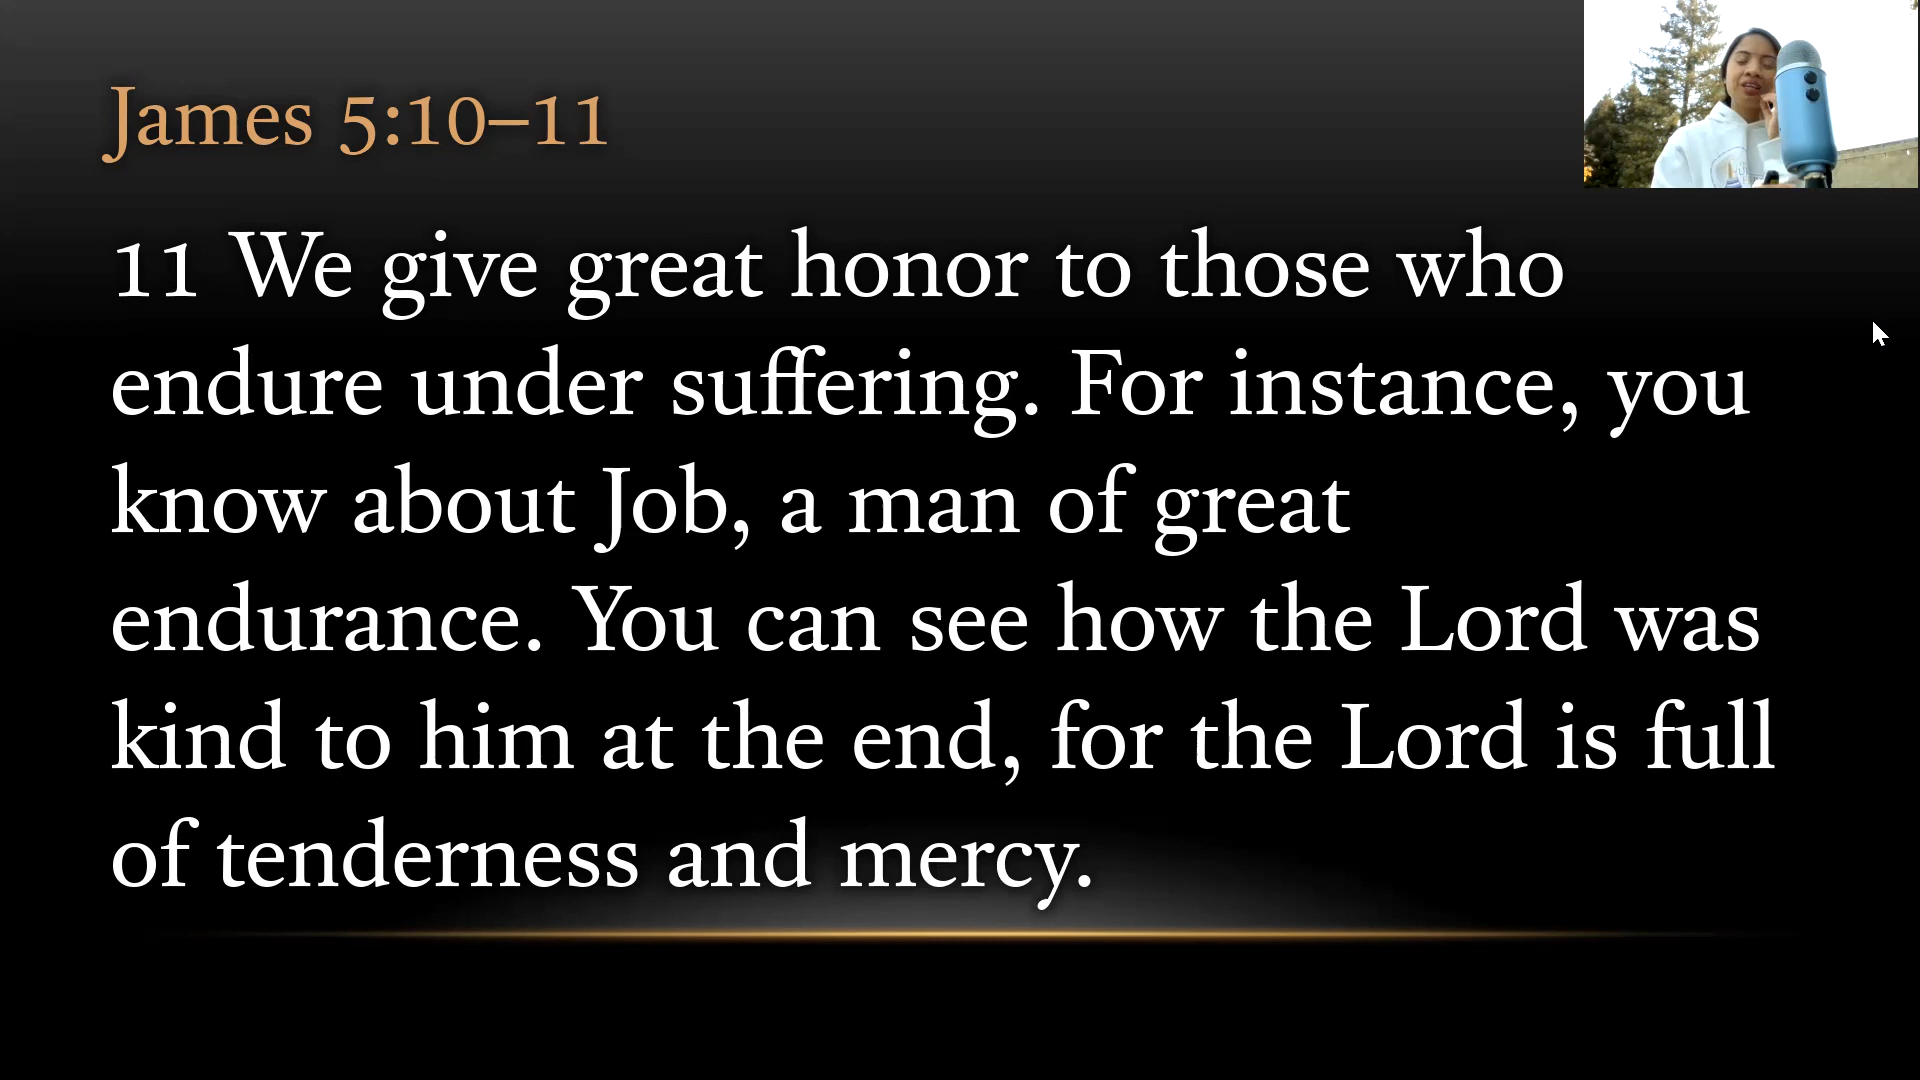 James 5:10–11
11 We give great honor to those who
endure under suffering. For instance, you
know about Job, a man of great
endurance. You can see how the Lord was
kind to him at the end, for the Lord is full
of tenderness and mercy.